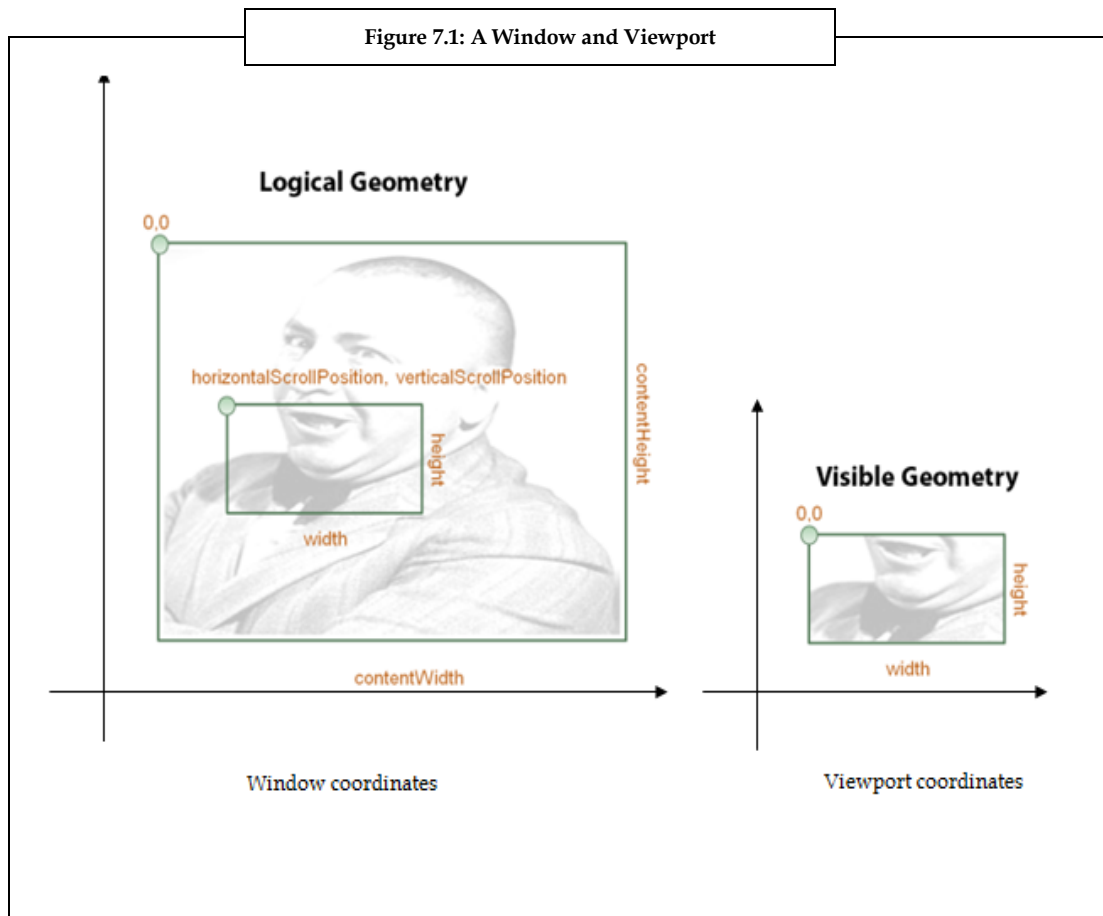 Figure 7.1: A Window and Viewport
Logical Geometry
0,0
horizontalScrollPosition, verticalScrollPosition
height
width
contentHeight
contentWidth
Window coordinates
Visible Geometry
0,0
height
width
Viewport coordinates